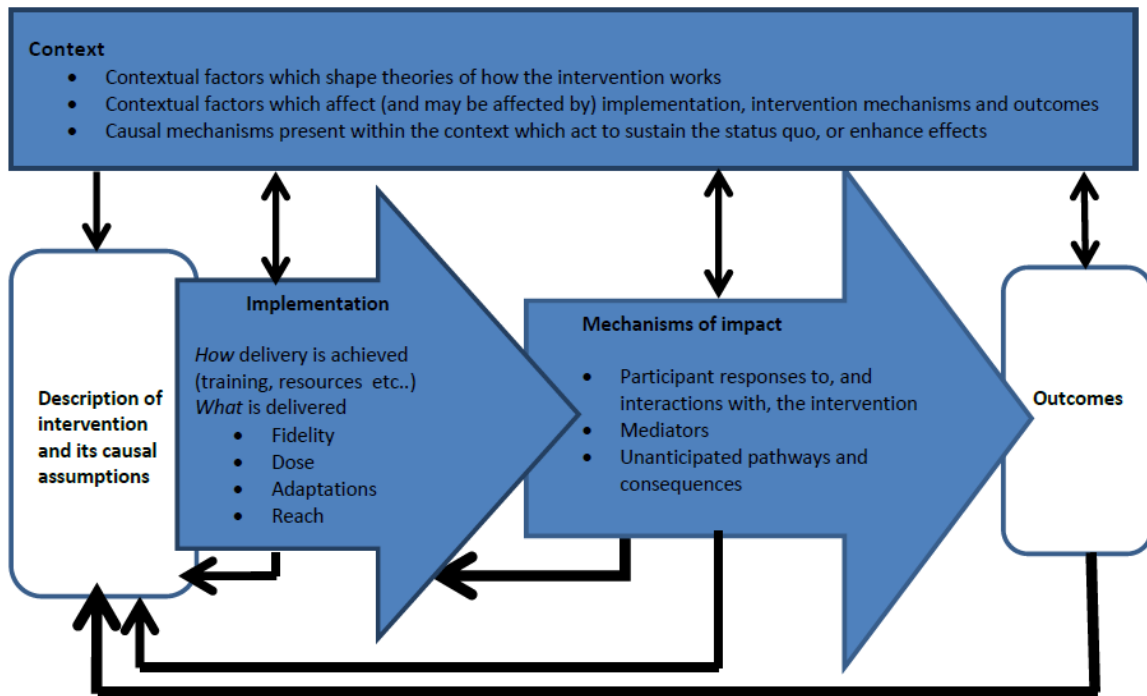 Context
• Contextual factors which shape theories of how the intervention works
• Contextual factors which affect (and may be affected by) implementation, intervention mechanisms and outcomes
• Causal mechanisms present within the context which act to sustain the status quo, or enhance effects
Description of
intervention
and its causal
assumptions
Implementation
How delivery is achieved
(training, resources etc..)
What is delivered
• Fidelity
• Dose
• Adaptations
• Reach
Mechanisms of impact
• Participant responses to, and
interactions with, the intervention
• Mediators
• Unanticipated pathways and
consequences
Outcomes